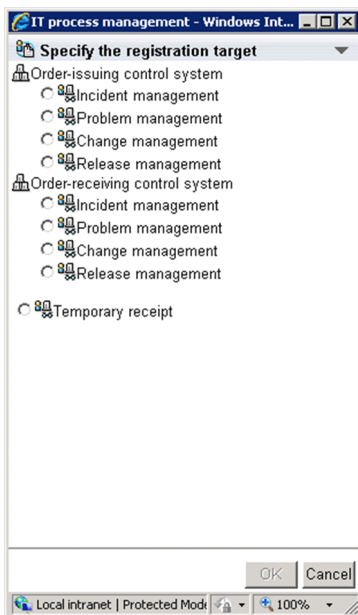 IT process management - Windows Int...
Specify the registration target
Order-issuing control system
Incident management
Problem management
Change management
Release management
Order-receiving control system
Incident management
Problem management
Change management
Release management
Temporary receipt
OK Cancel
Local intranet | Protected Mode 100%